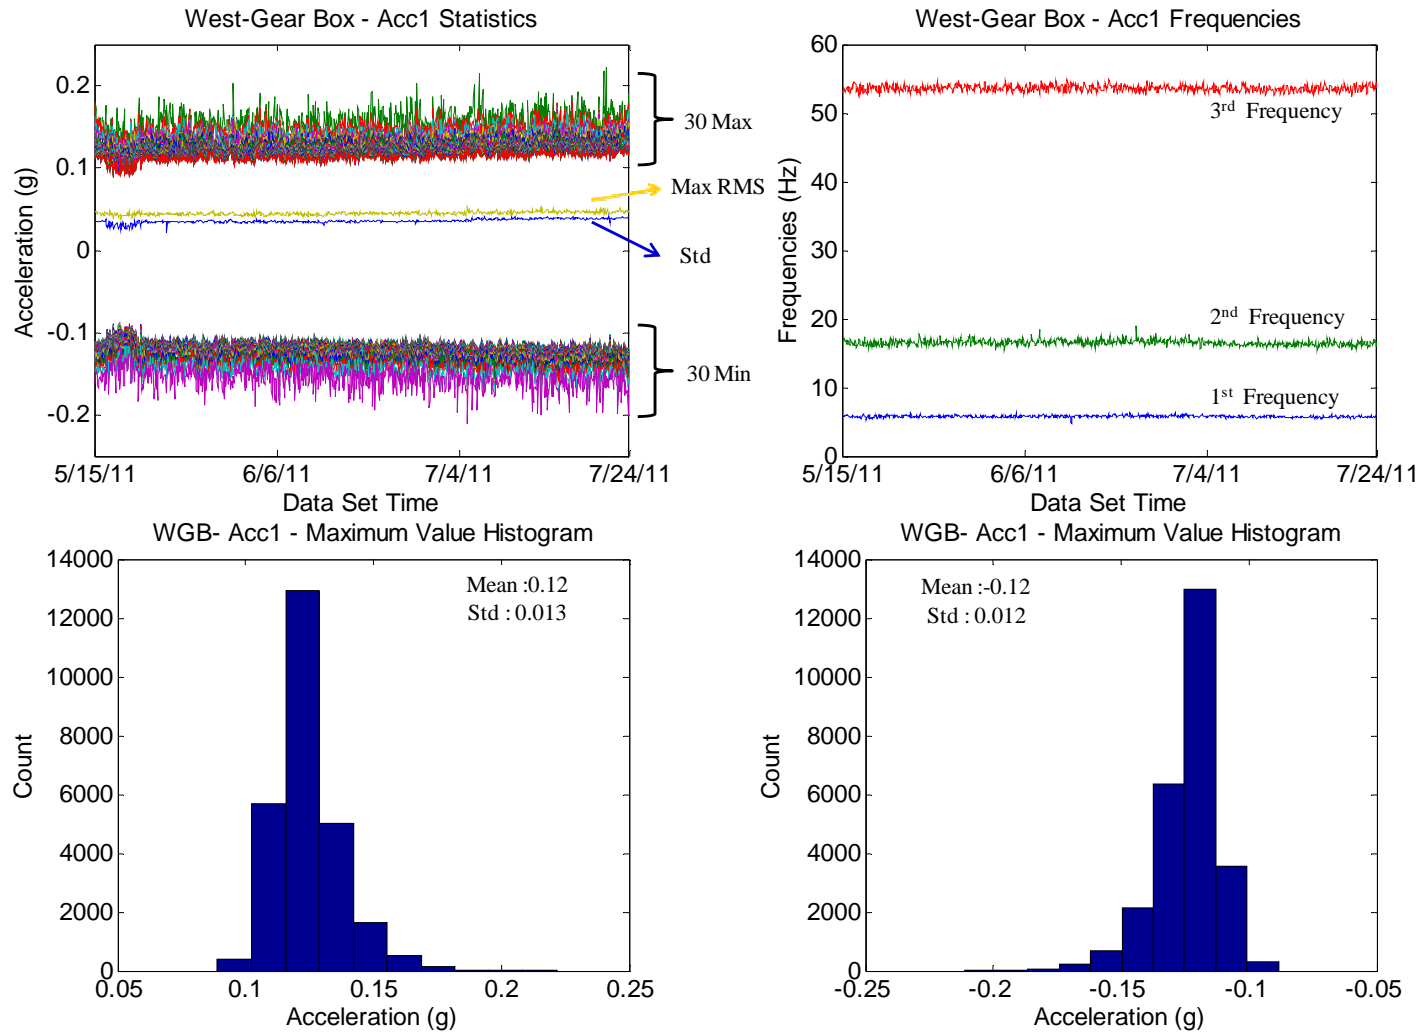 West-Gear Box - Acc1 Statistics
0.2
0.1
0
-0.1
-0.2
Acceleration (g)
30 Max
Max RMS
Std
30 Min
5/15/11
6/6/11
7/4/11
7/24/11
Data Set Time
West-Gear Box - Acc1 Frequencies
60
50
40
30
20
10
0
Frequencies (Hz)
3rd Frequency
2nd Frequency
1st Frequency
5/15/11
6/6/11
7/4/11
7/24/11
Data Set Time
WGB- Acc1 - Maximum Value Histogram
14000
12000
10000
8000
6000
4000
2000
0
Count
Mean :0.12
Std : 0.013
0.05
0.1
0.15
0.2
0.25
Acceleration (g)
WGB- Acc1 - Maximum Value Histogram
14000
12000
10000
8000
6000
4000
2000
0
Count
Mean :-0.12
Std : 0.012
-0.25
-0.2
-0.15
-0.1
-0.05
Acceleration (g)